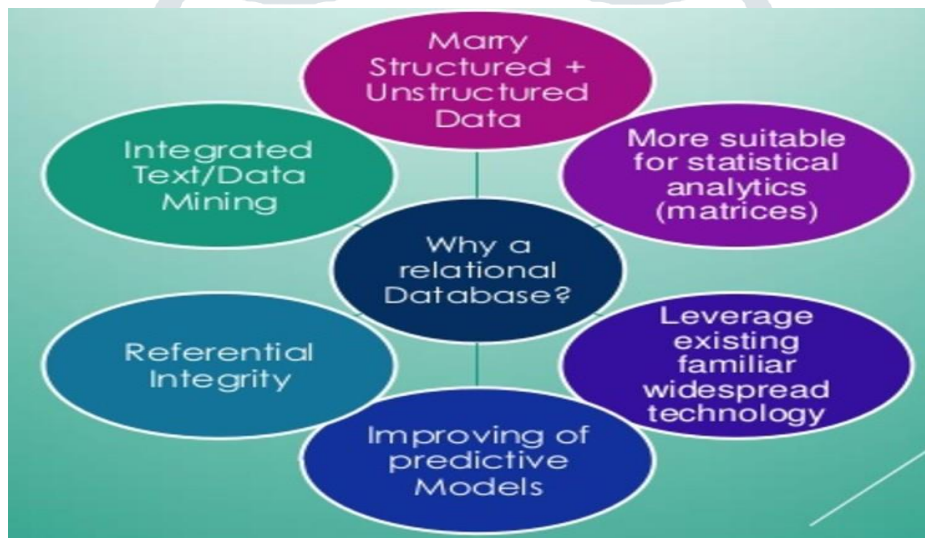 Marry
Structured +
Unstructured
Data
More suitable
for statistical
analytics
(matrices)
Leverage
existing
familiar
widespread
technology
Improving of
predictive
Models
Referential
Integrity
Integrated
Text/Data
Mining
Why a
relational
Database?